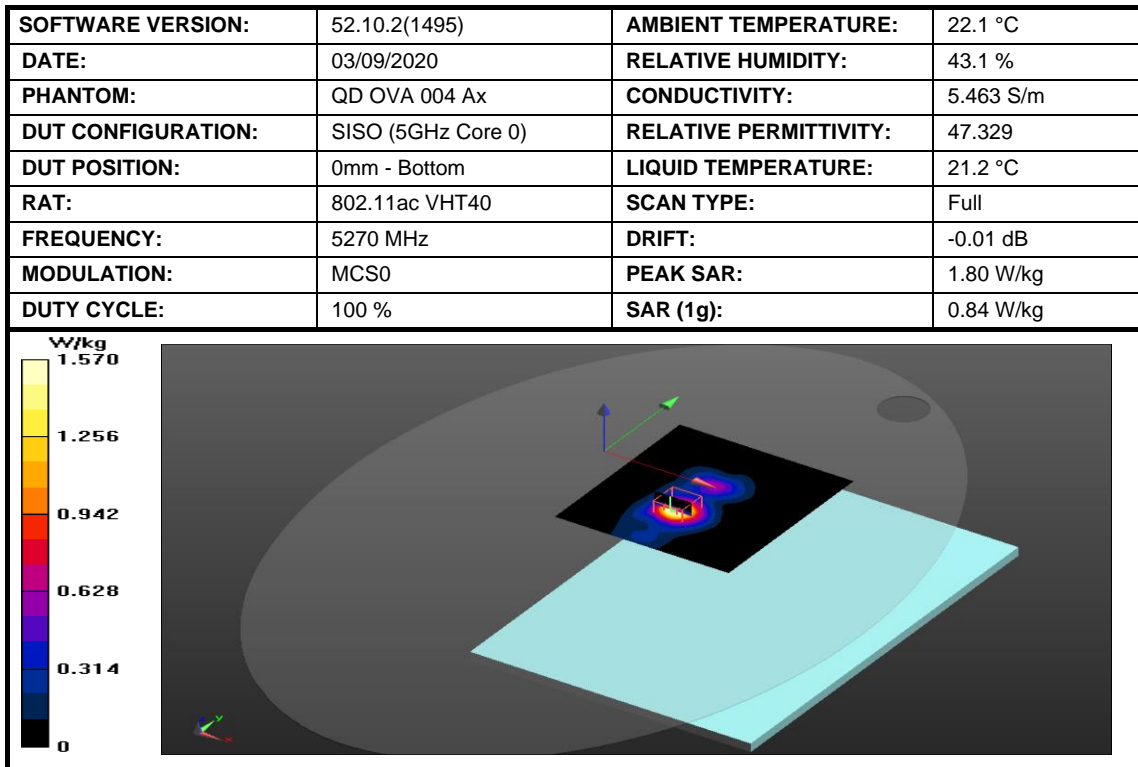 SOFTWARE VERSION: 52.10.2(1495) AMBIENT TEMPERATURE: 22.1 °C
DATE: 03/09/2020 RELATIVE HUMIDITY: 43.1 %
PHANTOM: QD OVA 004 Ax CONDUCTIVITY: 5.463 S/m
DUT CONFIGURATION: SISO (5GHz Core 0) RELATIVE PERMITTIVITY: 47.329
DUT POSITION: 0mm - Bottom LIQUID TEMPERATURE: 21.2 °C
RAT: 802.11ac VHT40 SCAN TYPE: Full
FREQUENCY: 5270 MHz DRIFT: -0.01 dB
MODULATION: MCS0 PEAK SAR: 1.80 W/kg
DUTY CYCLE: 100 % SAR (1g): 0.84 W/kg
W/kg
1.570
1.256
0.942
0.628
0.314
0